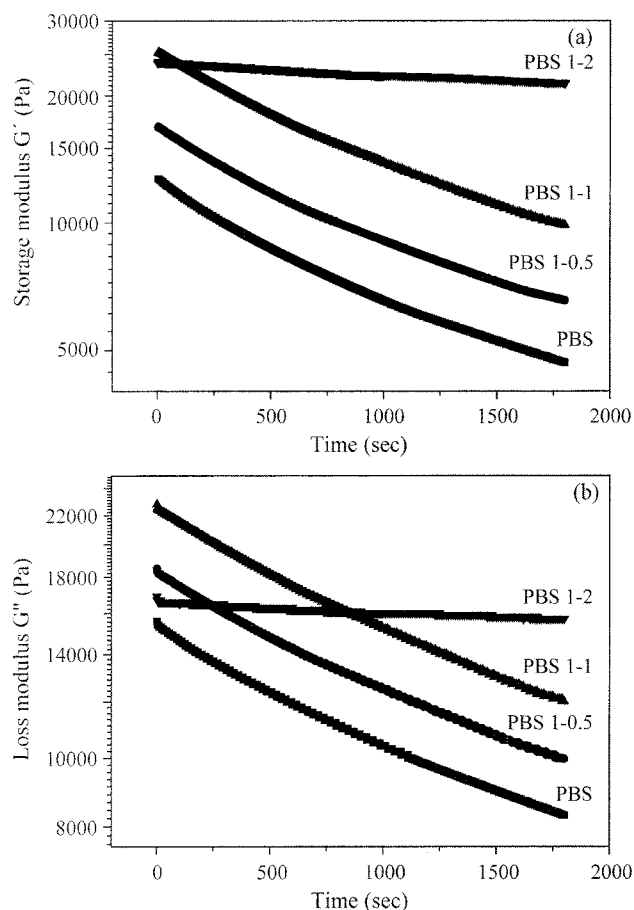 (a)
Storage modulus G´ (Pa)
30000
20000
15000
10000
5000
PBS 1-2
PBS 1-1
PBS 1-0.5
PBS
0 500 1000 1500 2000
Time (sec)
(b)
Loss modulus G" (Pa)
22000
18000
14000
10000
8000
PBS 1-2
PBS 1-1
PBS 1-0.5
PBS
0 500 1000 1500 2000
Time (sec)